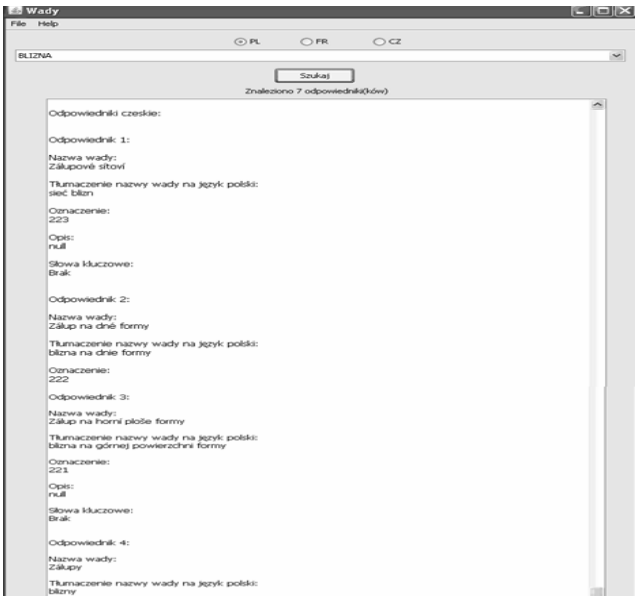 Wady
File Help
PL FR CZ
BLIZNA
Szukaj
Znaleziono 7 odpowiedniki(ków)
Odpowiedniki czeskie:
Odpowiednik 1:
Nazwa wady:
Zálupové sítoví
Tłumaczenie nazwy wady na język polski:
sieć blizn
Oznaczenie:
223
Opis:
null
Słowa kluczowe:
Brak
Odpowiednik 2:
Nazwa wady:
Zálup na dně formy
Tłumaczenie nazwy wady na język polski:
blizna na dnie formy
Oznaczenie:
222
Odpowiednik 3:
Nazwa wady:
Zálup na horní ploše formy
Tłumaczenie nazwy wady na język polski:
blizna na górnej powierzchni formy
Oznaczenie:
221
Opis:
null
Słowa kluczowe:
Brak
Odpowiednik 4:
Nazwa wady:
Zálupy
Tłumaczenie nazwy wady na język polski:
blizny